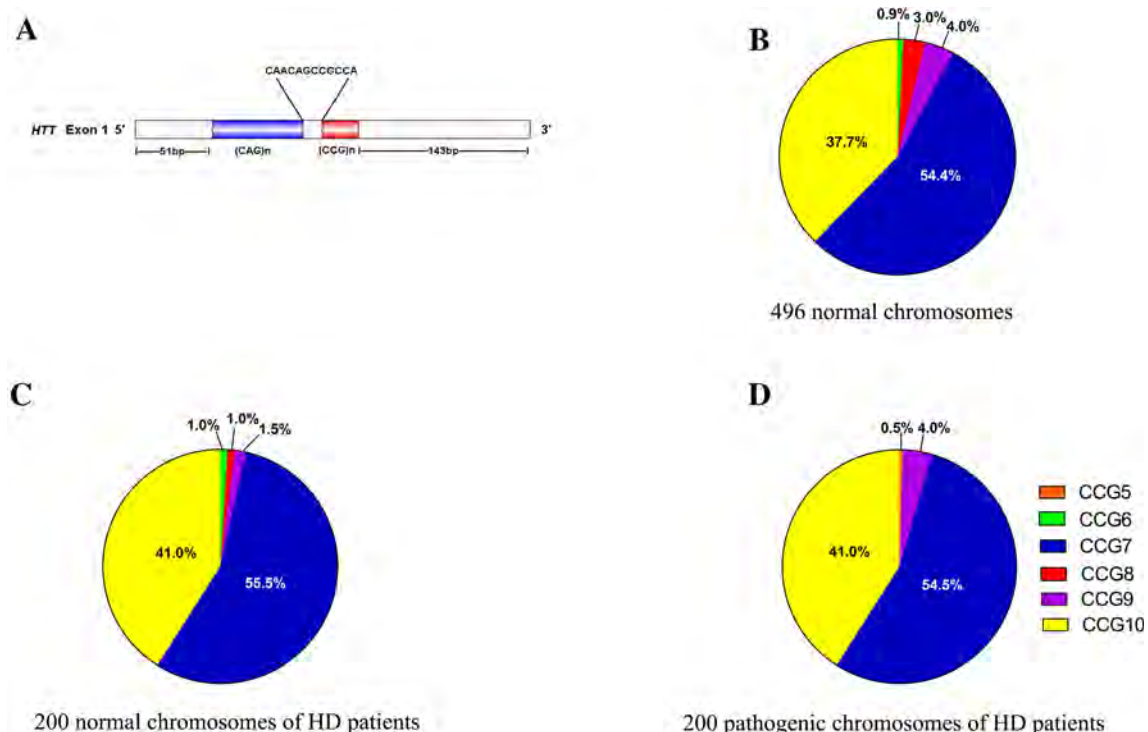 A
CAACAGCCGCCA
HTT Exon 1 5' 3'
51bp (CAG)n (CCG)n 143bp
B
0.9% 3.0% 4.0%
37.7%
54.4%
496 normal chromosomes
C
1.0% 1.0% 1.5%
41.0%
55.5%
200 normal chromosomes of HD patients
D
0.5% 4.0%
41.0%
54.5%
CCG5
CCG6
CCG7
CCG8
CCG9
CCG10
200 pathogenic chromosomes of HD patients